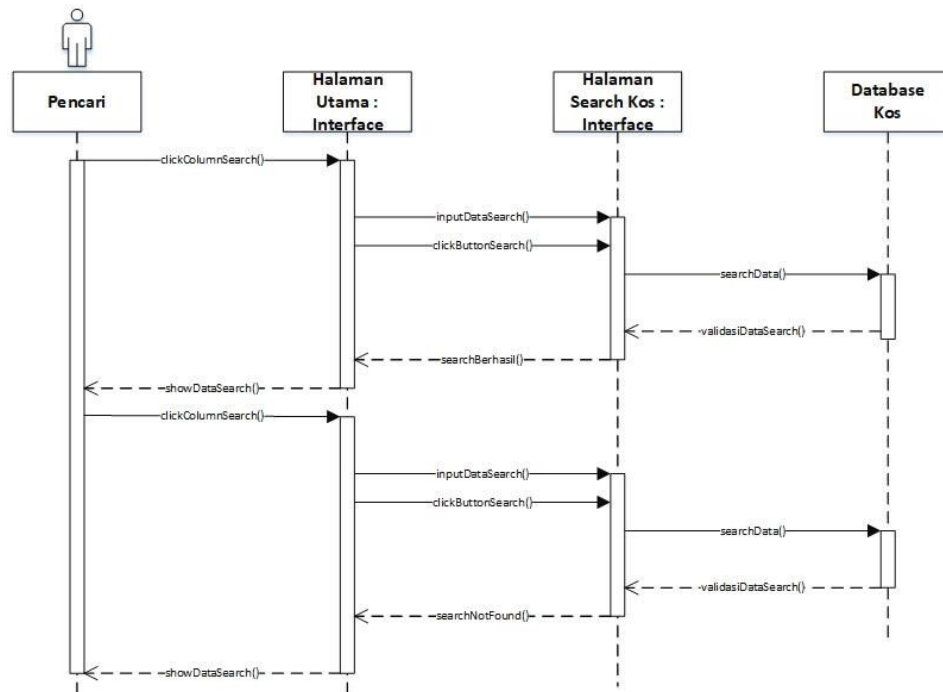 Pencari
Halaman
Utama :
Interface
Halaman
Search Kos :
Interface
Database
Kos
clickColumnSearch()
inputDataSearch()
clickButtonSearch()
searchData()
-validasiDataSearch()
searchBerhasil()
showDataSearch()
clickColumnSearch()
inputDataSearch()
clickButtonSearch()
searchData()
-validasiDataSearch()
searchNotFound()
showDataSearch()